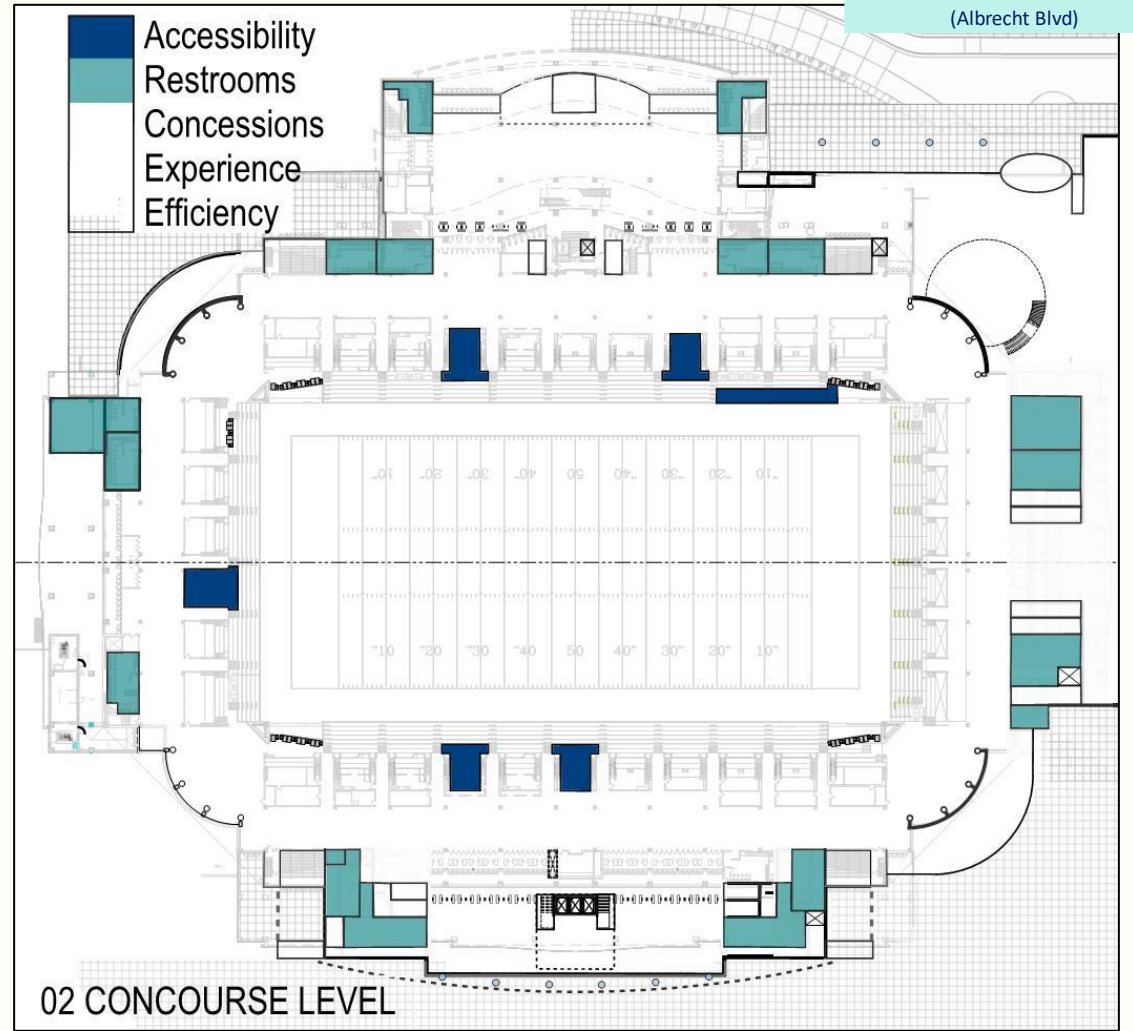 (Albrecht Blvd)
Accessibility
Restrooms
Concessions
Experience
Efficiency
10" "20 "30" "40" 50 "40 "30" "20 "10
"10 "20 "30" "40 50 40" 30" 20" 10"
02 CONCOURSE LEVEL